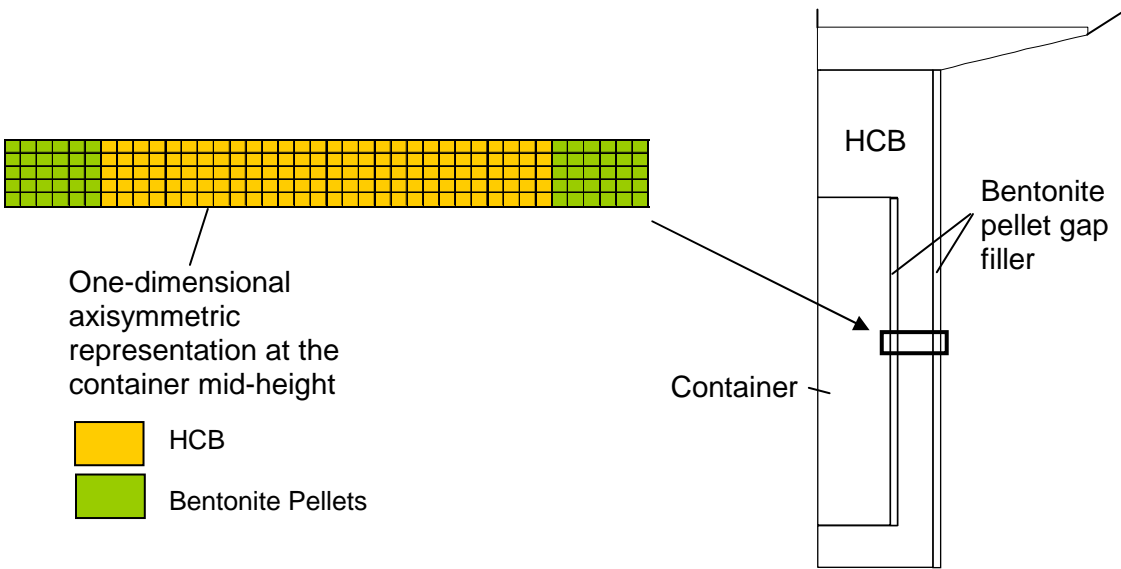 HCB
Bentonite
pellet gap
filler
One-dimensional
axisymmetric
representation at the
container mid-height
Container
HCB
Bentonite Pellets